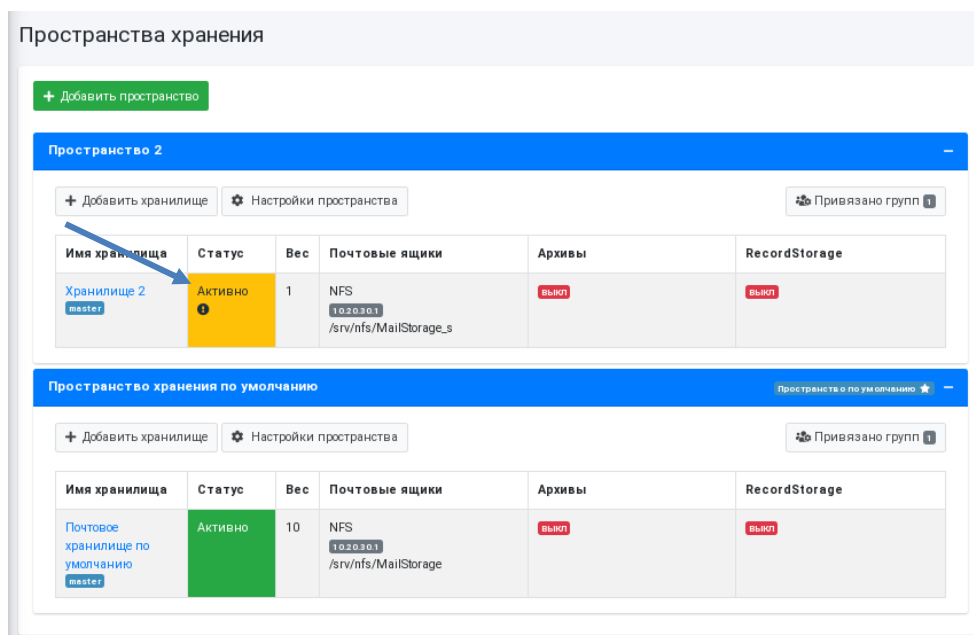 Пространства хранения
+ Добавить пространство
Пространство 2
+ Добавить хранилище
Настройки пространства
Привязано групп 1
Имя хранилища Статус Вес Почтовые ящики Архивы RecordStorage
Хранилище 2 Активно 1 NFS выкл выкл
master 10.20.30.1
/srv/nfs/MailStorage_s
Пространство хранения по умолчанию
Пространство по умолчанию
+ Добавить хранилище
Настройки пространства
Привязано групп 1
Имя хранилища Статус Вес Почтовые ящики Архивы RecordStorage
Почтовое Активно 10 NFS выкл выкл
хранилище по 10.20.30.1
умолчанию /srv/nfs/MailStorage
master